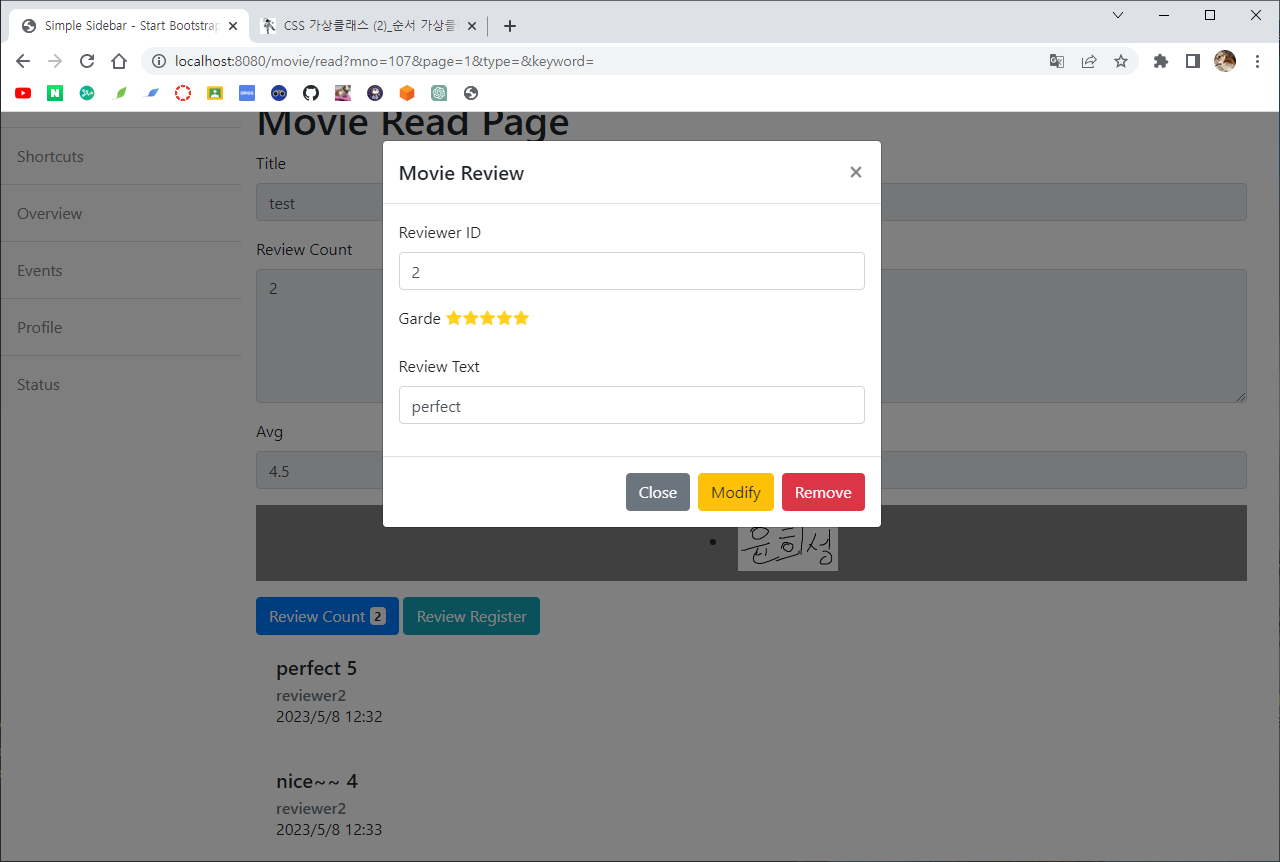 Simple Sidebar - Start Bootstrap
CSS 가상클래스 (2)_순서 가상클
localhost:8080/movie/read?mno=107&page=1&type=&keyword=
Movie Read Page
Shortcuts
Overview
Events
Profile
Status
Title
test
Review Count
2
Avg
4.5
Movie Review
×
Reviewer ID
2
Garde
Review Text
perfect
Close Modify Remove
윤희성
Review Count 2 Review Register
perfect 5
reviewer2
2023/5/8 12:32
nice~~ 4
reviewer2
2023/5/8 12:33